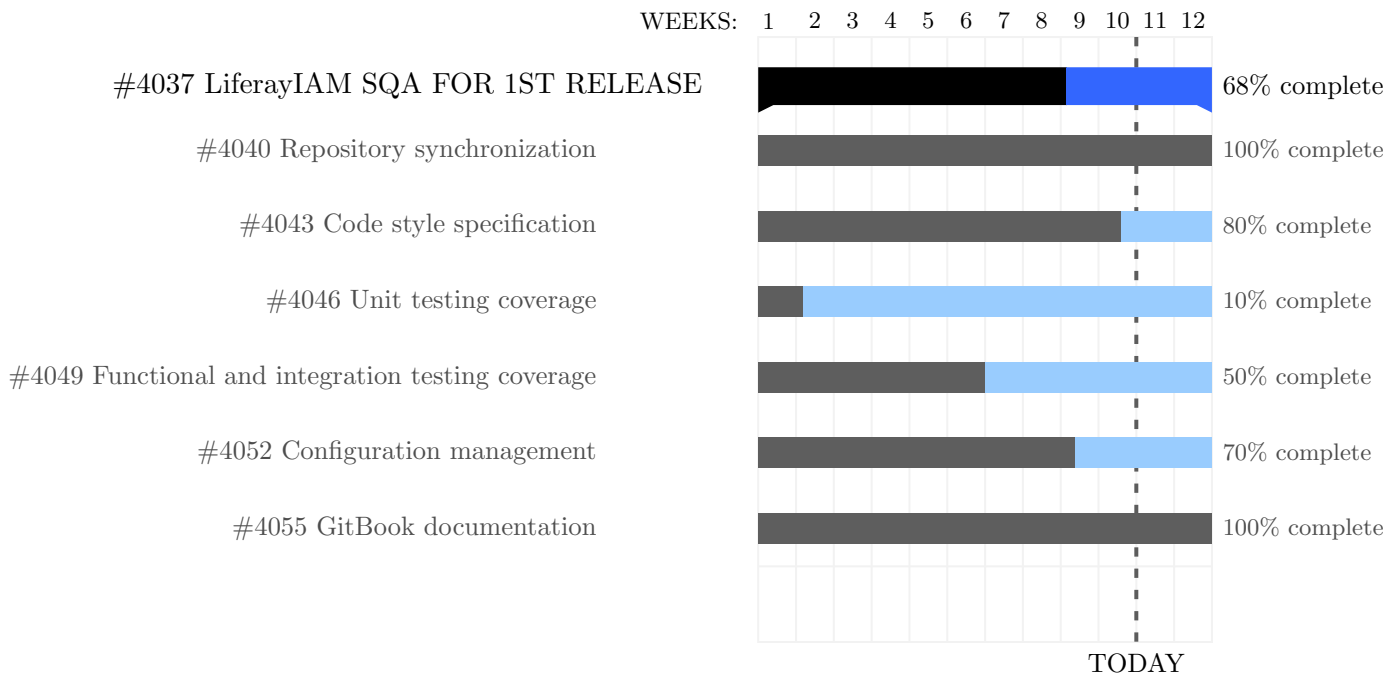 WEEKS: 1 2 3 4 5 6 7 8 9 10 11 12
#4037 LiferayIAM SQA FOR 1ST RELEASE 68% complete
#4040 Repository synchronization 100% complete
#4043 Code style specification 80% complete
#4046 Unit testing coverage 10% complete
#4049 Functional and integration testing coverage 50% complete
#4052 Configuration management 70% complete
#4055 GitBook documentation 100% complete
TODAY